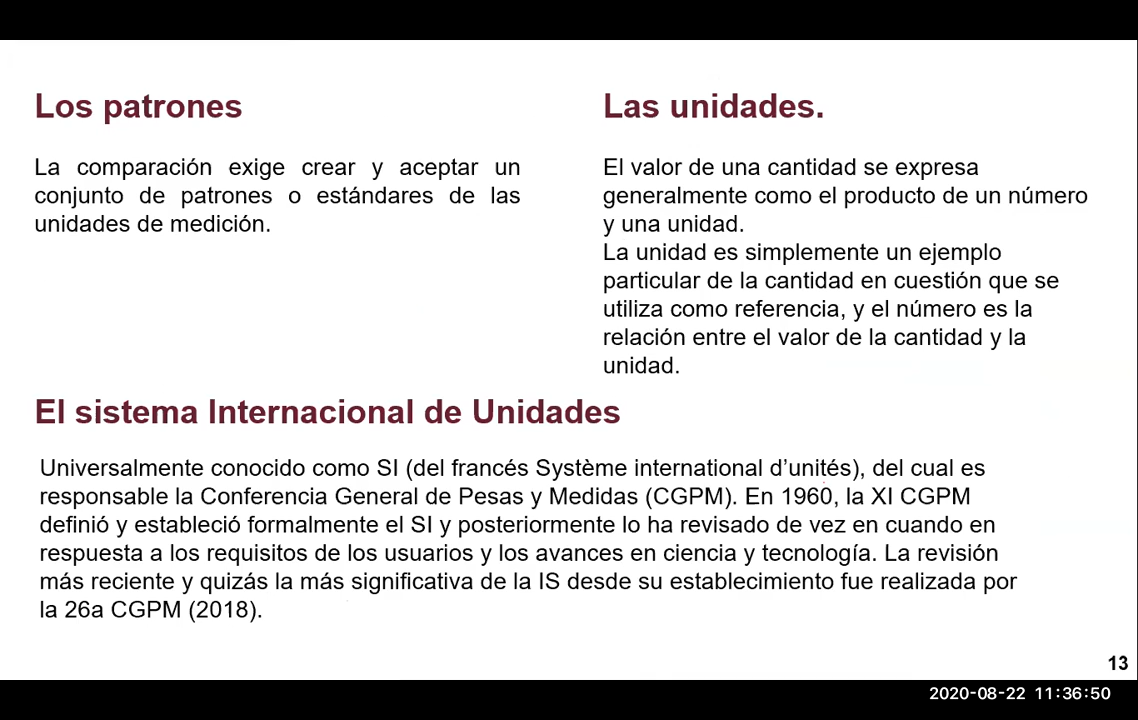 Los patrones
La comparación exige crear y aceptar un
conjunto de patrones o estándares de las
unidades de medición.
Las unidades.
El valor de una cantidad se expresa
generalmente como el producto de un número
y una unidad.
La unidad es simplemente un ejemplo
particular de la cantidad en cuestión que se
utiliza como referencia, y el número es la
relación entre el valor de la cantidad y la
unidad.
El sistema Internacional de Unidades
Universalmente conocido como SI (del francés Système international d’unités), del cual es
responsable la Conferencia General de Pesas y Medidas (CGPM). En 1960, la XI CGPM
definió y estableció formalmente el SI y posteriormente lo ha revisado de vez en cuando en
respuesta a los requisitos de los usuarios y los avances en ciencia y tecnología. La revisión
más reciente y quizás la más significativa de la IS desde su establecimiento fue realizada por
la 26a CGPM (2018).
13
2020-08-22 11:36:50